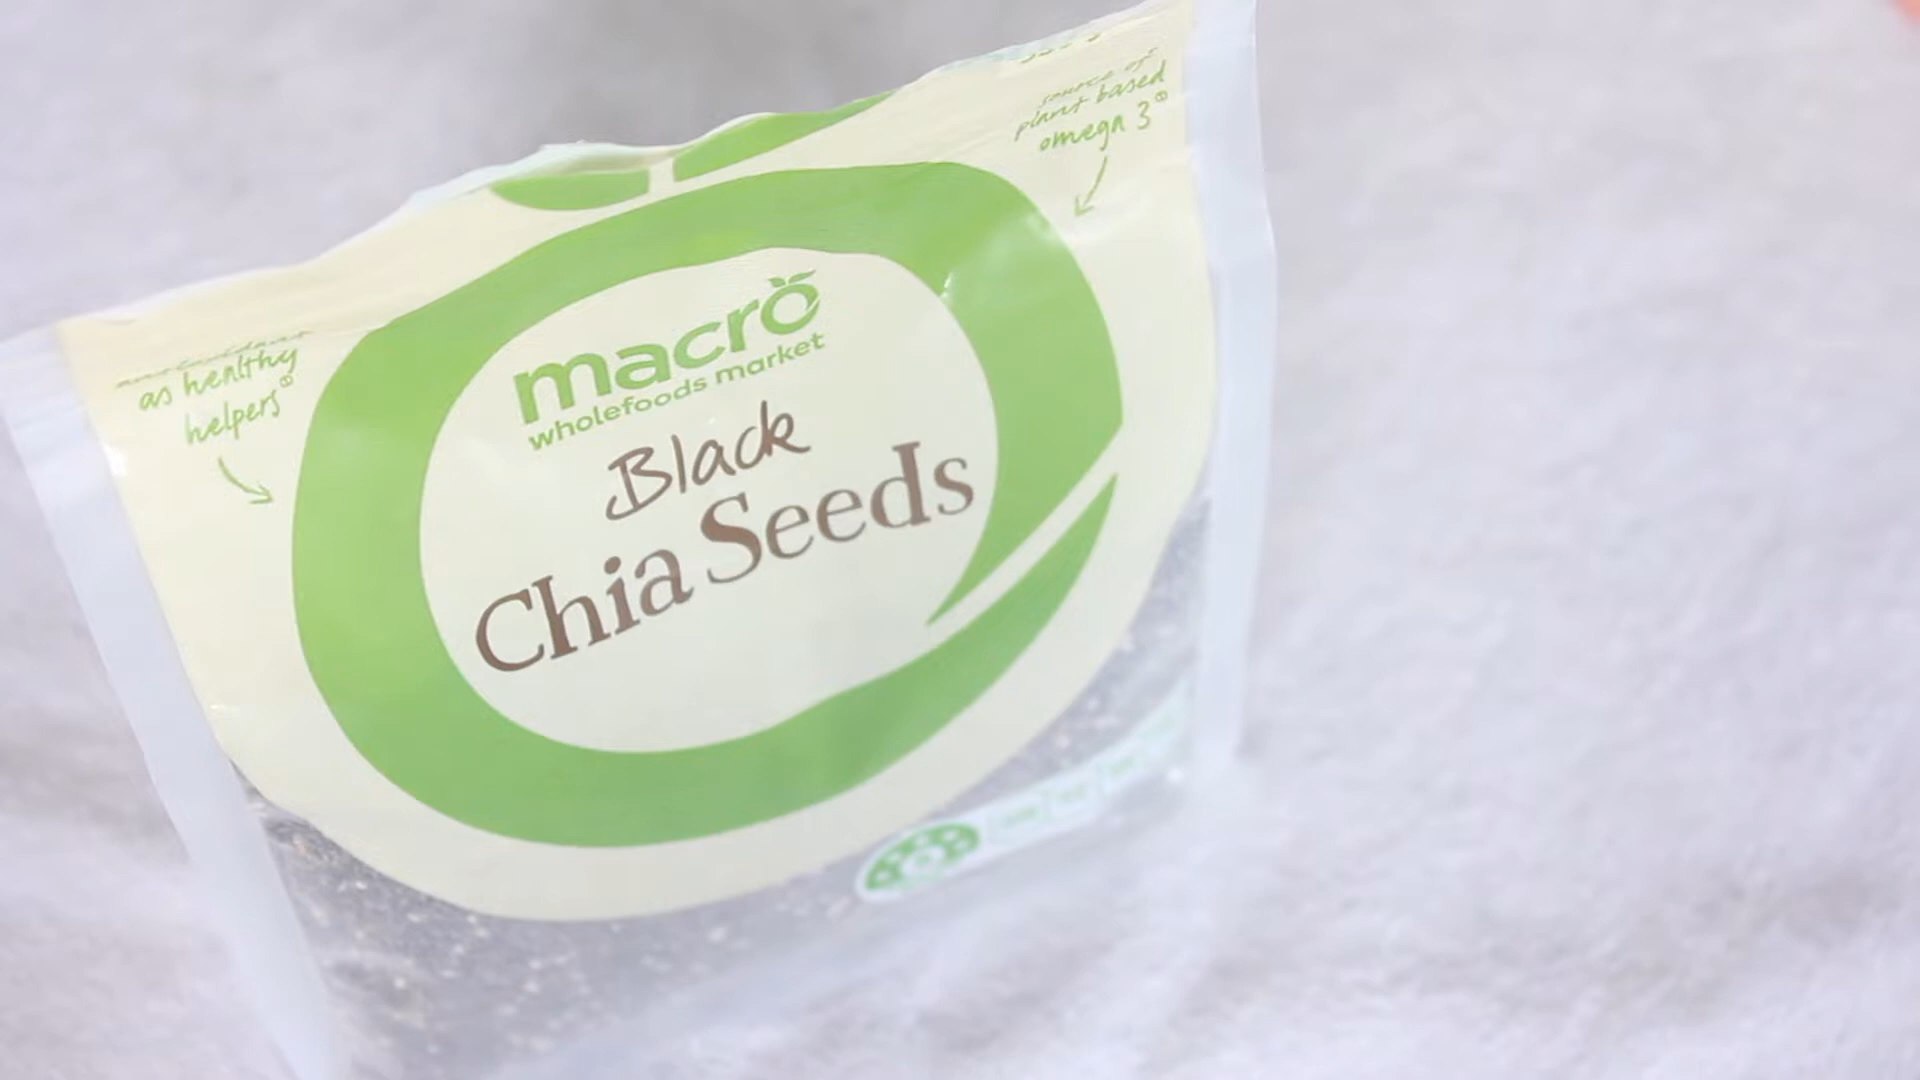 source of
plant based
omega 3
as healthy
helpers
macro
wholefoods market
Black
Chia Seeds